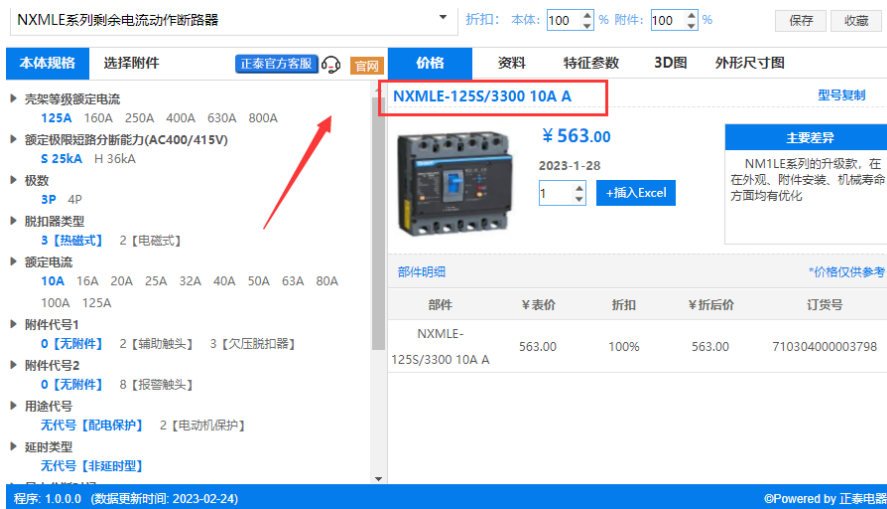 NXMLE系列剩余电流动作断路器
折扣： 本体: 100 % 附件: 100 %
保存 收藏
本体规格 选择附件 正泰官方客服 官网
价格 资料 特征参数 3D图 外形尺寸图
壳架等级额定电流
125A 160A 250A 400A 630A 800A
额定极限短路分断能力(AC400/415V)
S 25kA H 36kA
极数
3P 4P
脱扣器类型
3【热磁式】 2【电磁式】
额定电流
10A 16A 20A 25A 32A 40A 50A 63A 80A
100A 125A
附件代号1
0【无附件】 2【辅助触头】 3【欠压脱扣器】
附件代号2
0【无附件】 8【报警触头】
用途代号
无代号【配电保护】 2【电动机保护】
延时类型
无代号【非延时型】
NXMLE-125S/3300 10A A 型号复制
¥563.00
2023-1-28
1 +插入Excel
主要差异
NM1LE系列的升级款，在
在外观、附件安装、机械寿命
方面均有优化
部件明细 *价格仅供参考
部件 ¥表价 折扣 ¥折后价 订货号
NXMLE-
125S/3300 10A A 563.00 100% 563.00 710304000003798
程序: 1.0.0.0 (数据更新时间: 2023-02-24) ©Powered by 正泰电器